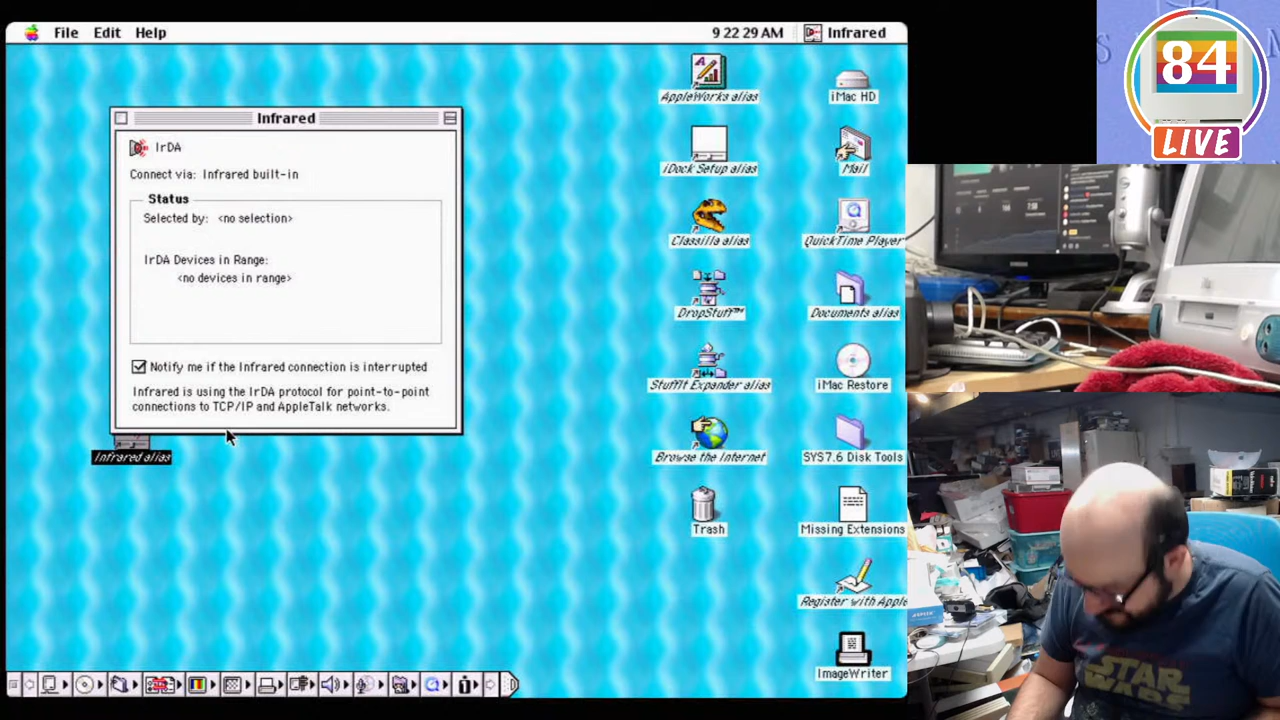 File Edit Help
9 22 29 AM
Infrared
Infrared
IrDA
Connect via: Infrared built-in
Status
Selected by: <no selection>
IrDA Devices in Range:
<no devices in range>
Notify me if the Infrared connection is interrupted
Infrared is using the IrDA protocol for point-to-point
connections to TCP/IP and AppleTalk networks.
Infrared alias
AppleWorks alias
iMac HD
iDock Setup alias
Mail
Classilla alias
QuickTime Player
DropStuff™
Documents alias
StuffIt Expander alias
iMac Restore
Browse the Internet
SYS7.6 Disk Tools
Trash
Missing Extensions
Register with Apple
ImageWriter
84
LIVE
STAR
WARS